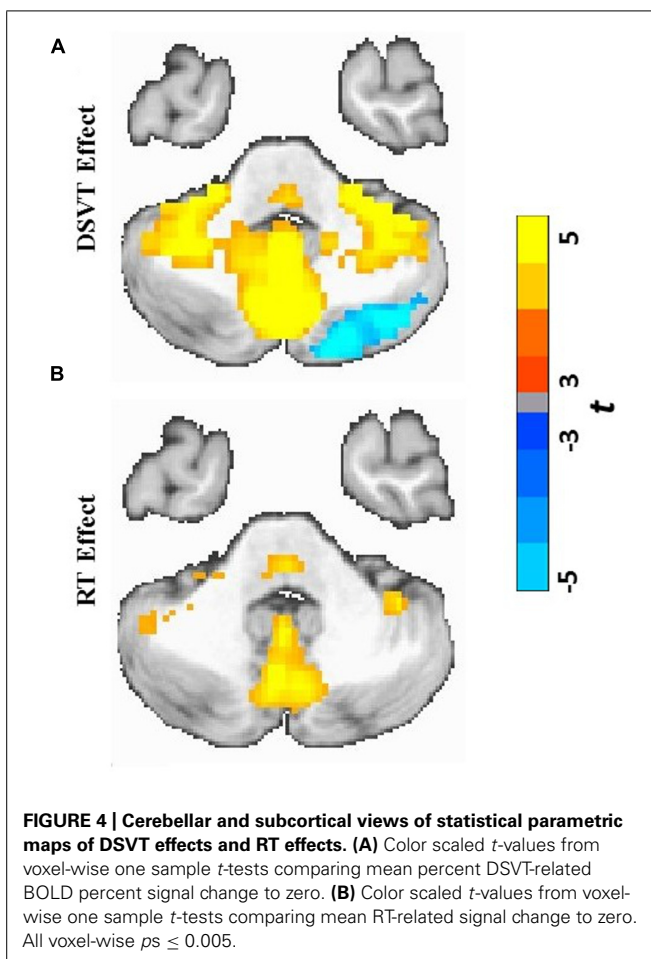 A
DSVT Effect
B
RT Effect
5
3
-3
-5
t
FIGURE 4 | Cerebellar and subcortical views of statistical parametric
maps of DSVT effects and RT effects. (A) Color scaled t-values from
voxel-wise one sample t-tests comparing mean percent DSVT-related
BOLD percent signal change to zero. (B) Color scaled t-values from voxel-
wise one sample t-tests comparing mean RT-related signal change to zero.
All voxel-wise ps ≤ 0.005.